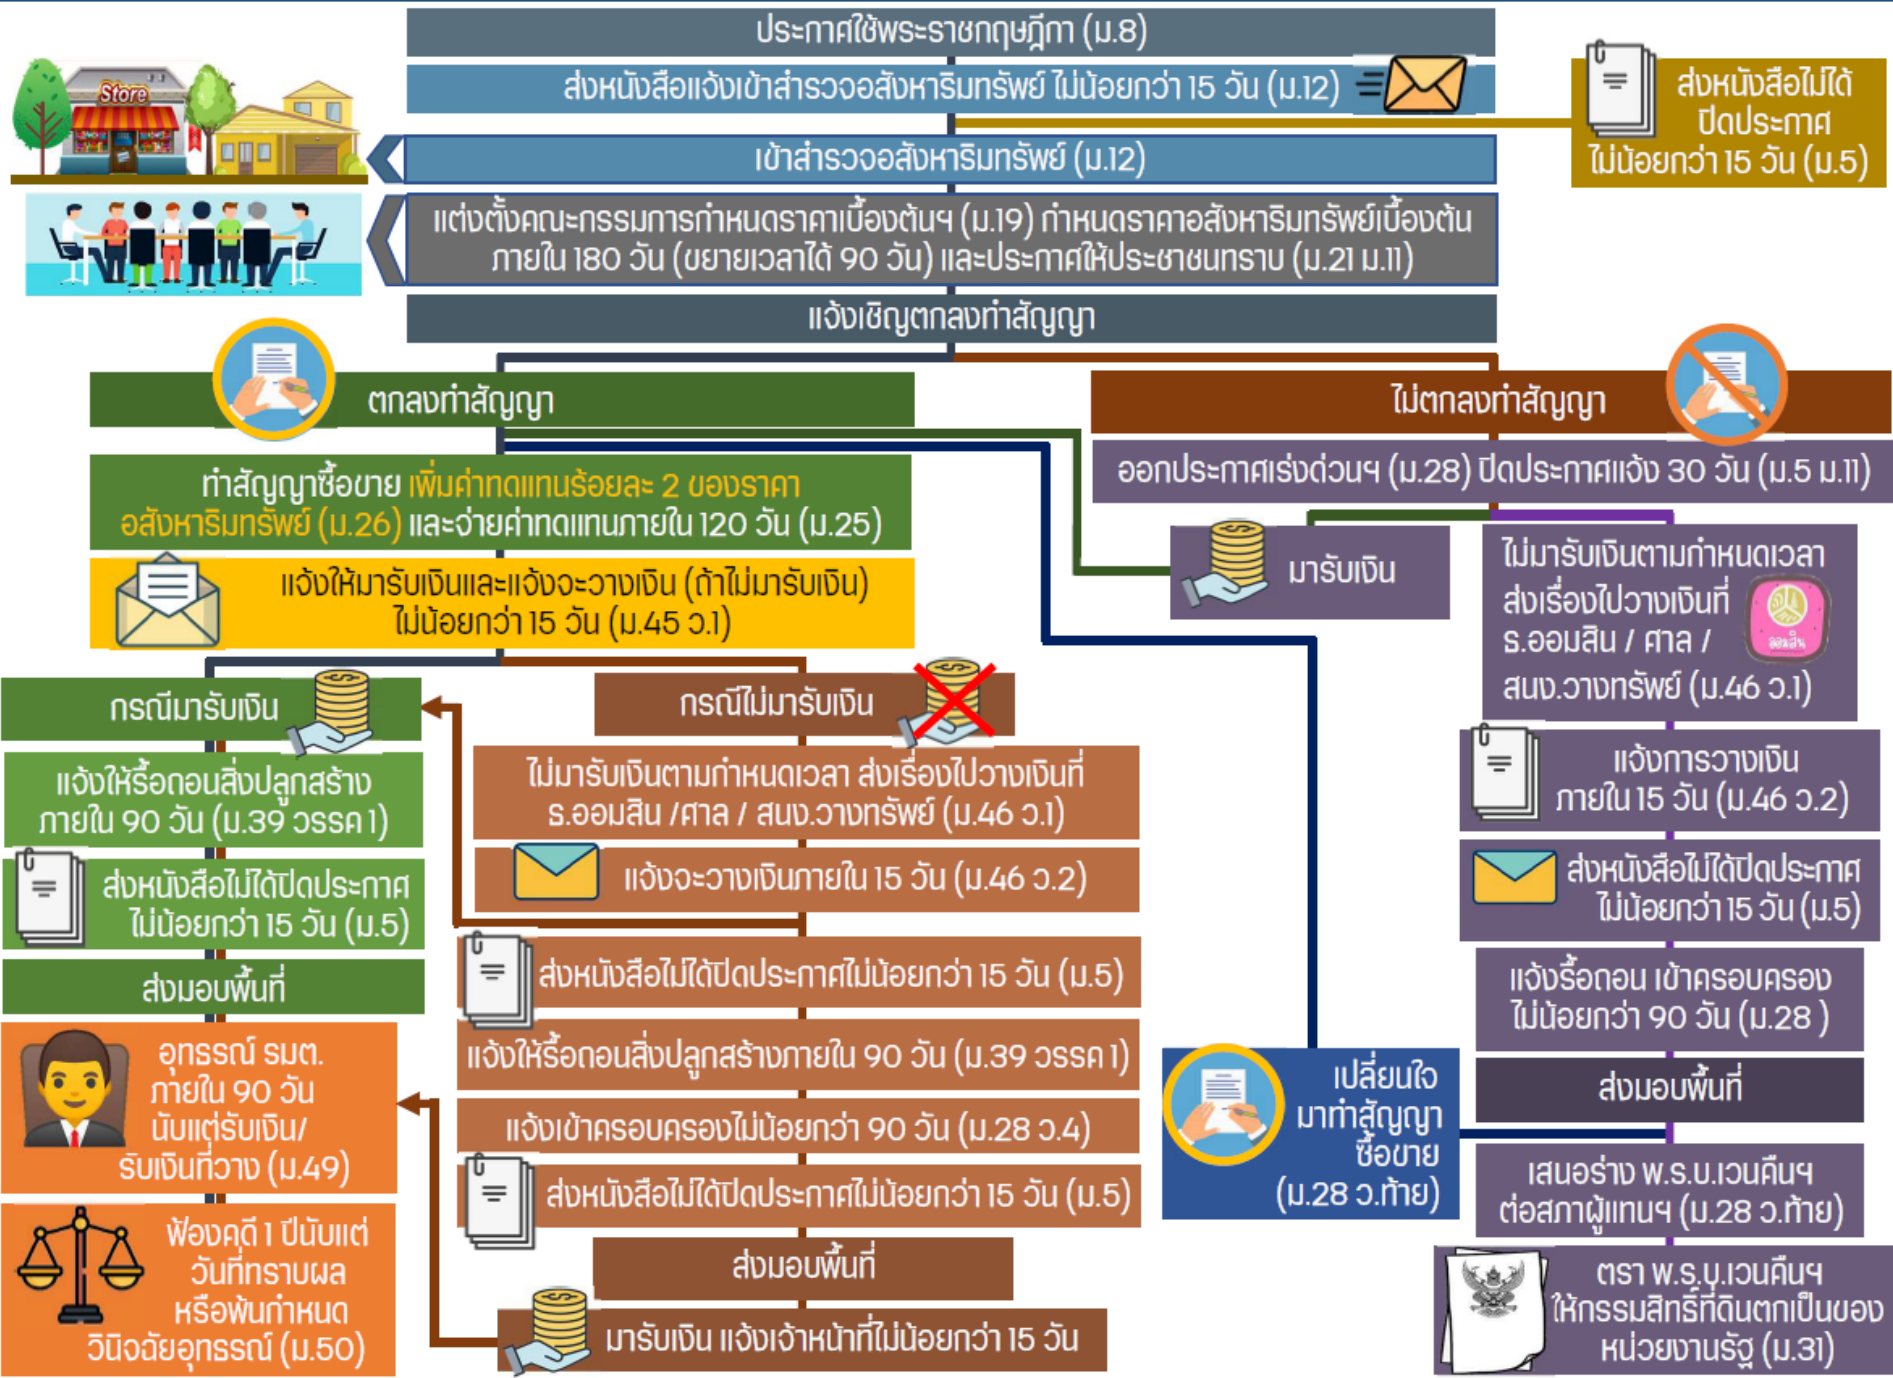 ประกาศใช้พระราชกฤษฎีกา (ม.8)
ส่งหนังสือแจ้งเข้าสำรวจอสังหาริมทรัพย์ ไม่น้อยกว่า 15 วัน (ม.12)
ส่งหนังสือไม่ได้
ปิดประกาศ
ไม่น้อยกว่า 15 วัน (ม.5)
Store
เข้าสำรวจอสังหาริมทรัพย์ (ม.12)
แต่งตั้งคณะกรรมการกำหนดราคาเบื้องต้นฯ (ม.19) กำหนดราคาอสังหาริมทรัพย์เบื้องต้น
ภายใน 180 วัน (ขยายเวลาได้ 90 วัน) และประกาศให้ประชาชนทราบ (ม.21 ม.11)
แจ้งเชิญตกลงทำสัญญา
ตกลงทำสัญญา
ทำสัญญาซื้อขาย เพิ่มค่าทดแทนร้อยละ 2 ของราคา
อสังหาริมทรัพย์ (ม.26) และจ่ายค่าทดแทนภายใน 120 วัน (ม.25)
แจ้งให้มารับเงินและแจ้งจะวางเงิน (ถ้าไม่มารับเงิน)
ไม่น้อยกว่า 15 วัน (ม.45 ว.1)
กรณีมารับเงิน
แจ้งให้รื้อถอนสิ่งปลูกสร้าง
ภายใน 90 วัน (ม.39 วรรค 1)
ส่งหนังสือไม่ได้ปิดประกาศ
ไม่น้อยกว่า 15 วัน (ม.5)
ส่งมอบพื้นที่
อุทธรณ์ รมต.
ภายใน 90 วัน
นับแต่รับเงิน/
รับเงินที่วาง (ม.49)
ฟ้องคดี 1 ปีนับแต่
วันที่ทราบผล
หรือพ้นกำหนด
วินิจฉัยอุทธรณ์ (ม.50)
กรณีไม่มารับเงิน
ไม่มารับเงินตามกำหนดเวลา ส่งเรื่องไปวางเงินที่
ธ.ออมสิน /ศาล / สนง.วางทรัพย์ (ม.46 ว.1)
แจ้งจะวางเงินภายใน 15 วัน (ม.46 ว.2)
ส่งหนังสือไม่ได้ปิดประกาศไม่น้อยกว่า 15 วัน (ม.5)
แจ้งให้รื้อถอนสิ่งปลูกสร้างภายใน 90 วัน (ม.39 วรรค 1)
แจ้งเข้าครอบครองไม่น้อยกว่า 90 วัน (ม.28 ว.4)
ส่งหนังสือไม่ได้ปิดประกาศไม่น้อยกว่า 15 วัน (ม.5)
ส่งมอบพื้นที่
มารับเงิน แจ้งเจ้าหน้าที่ไม่น้อยกว่า 15 วัน
ไม่ตกลงทำสัญญา
ออกประกาศเร่งด่วนฯ (ม.28) ปิดประกาศแจ้ง 30 วัน (ม.5 ม.11)
มารับเงิน
ไม่มารับเงินตามกำหนดเวลา
ส่งเรื่องไปวางเงินที่
ธ.ออมสิน / ศาล /
สนง.วางทรัพย์ (ม.46 ว.1)
ออมสิน
แจ้งการวางเงิน
ภายใน 15 วัน (ม.46 ว.2)
ส่งหนังสือไม่ได้ปิดประกาศ
ไม่น้อยกว่า 15 วัน (ม.5)
แจ้งรื้อถอน เข้าครอบครอง
ไม่น้อยกว่า 90 วัน (ม.28 )
ส่งมอบพื้นที่
เปลี่ยนใจ
มาทำสัญญา
ซื้อขาย
(ม.28 ว.ท้าย)
เสนอร่าง พ.ร.บ.เวนคืนฯ
ต่อสภาผู้แทนฯ (ม.28 ว.ท้าย)
ตรา พ.ร.บ.เวนคืนฯ
ให้กรรมสิทธิ์ที่ดินตกเป็นของ
หน่วยงานรัฐ (ม.31)